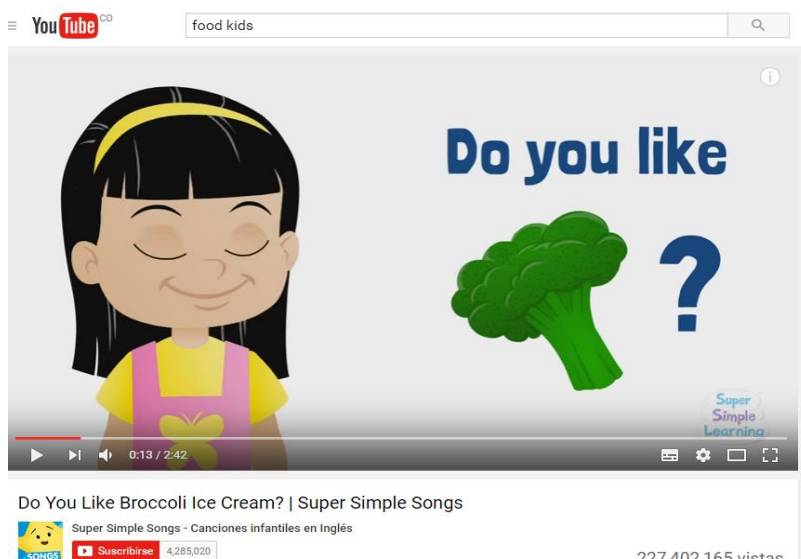 YouTube CO
food kids
Do you like
?
Super
Simple
Learning
0:13 / 2:42
Do You Like Broccoli Ice Cream? | Super Simple Songs
Super Simple Songs - Canciones infantiles en Inglés
SONGS
Suscribirse 4,285,020
227,402,165 vistas